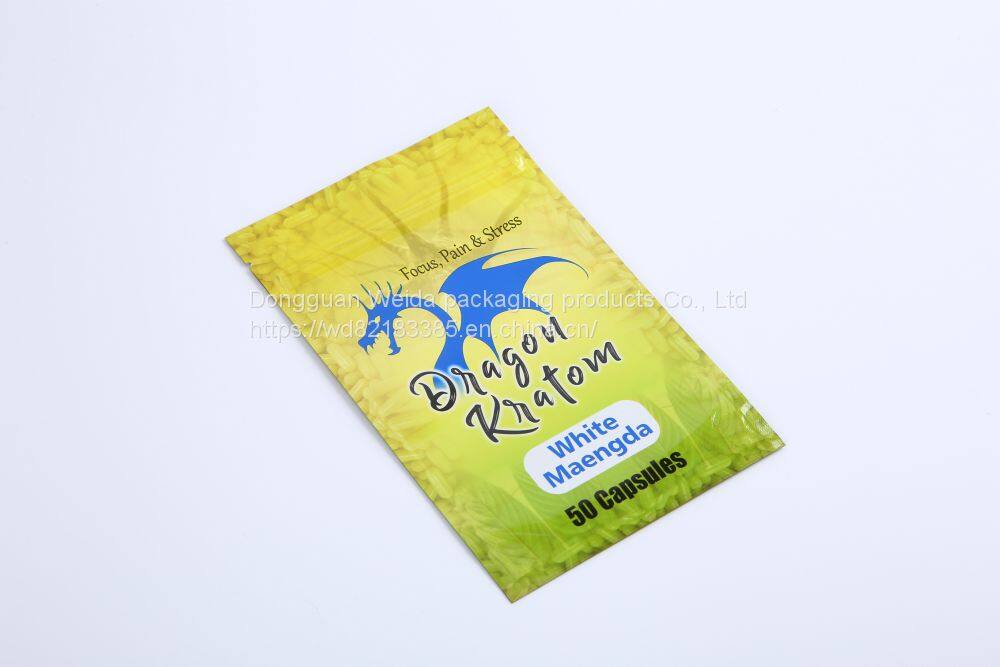 Focus, Pain & Stress
Dongguan Weida packaging products Co., Ltd
https://wd82183385.en.china.cn/
Dragon
Kratom
White
Maengda
50 Capsules